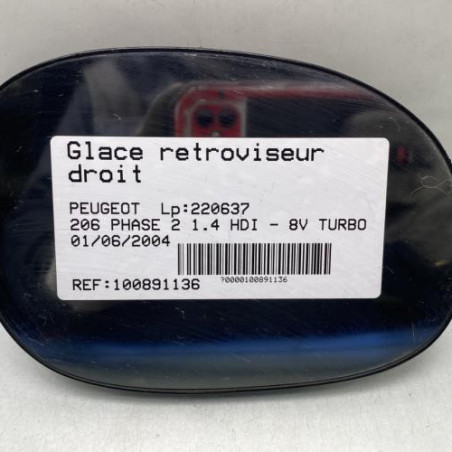 Glace retroviseur
droit
PEUGEOT Lp:220637
206 PHASE 2 1.4 HDI - 8V TURBO
01/06/2004
?0000100891136
REF:100891136